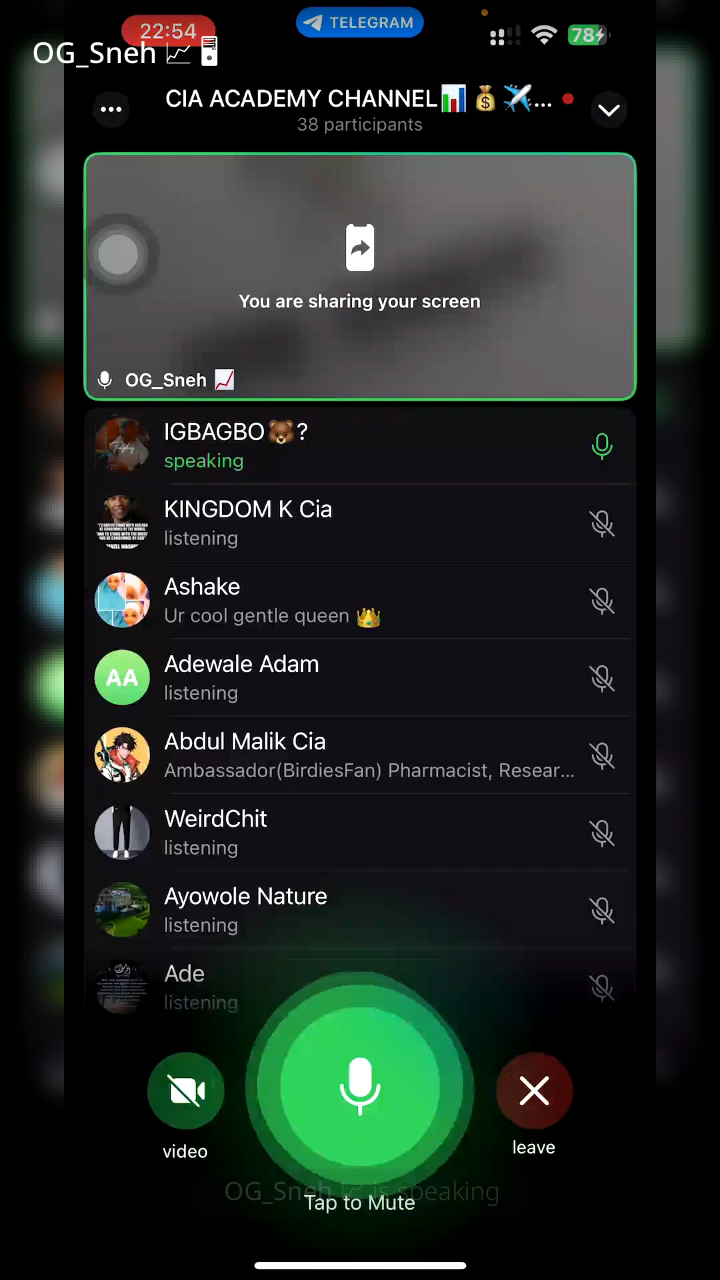 22:54
TELEGRAM
78
OG_Sneh 📈 🖥
CIA ACADEMY CHANNEL📊 💰 ✈️...
38 participants
You are sharing your screen
OG_Sneh 📈
IGBAGBO🐻?
speaking
KINGDOM K Cia
listening
Ashake
Ur cool gentle queen 👑
AA
Adewale Adam
listening
Abdul Malik Cia
Ambassador(BirdiesFan) Pharmacist, Resear...
WeirdChit
listening
Ayowole Nature
listening
Ade
listening
video
leave
OG_Sneh 📈 is speaking
Tap to Mute